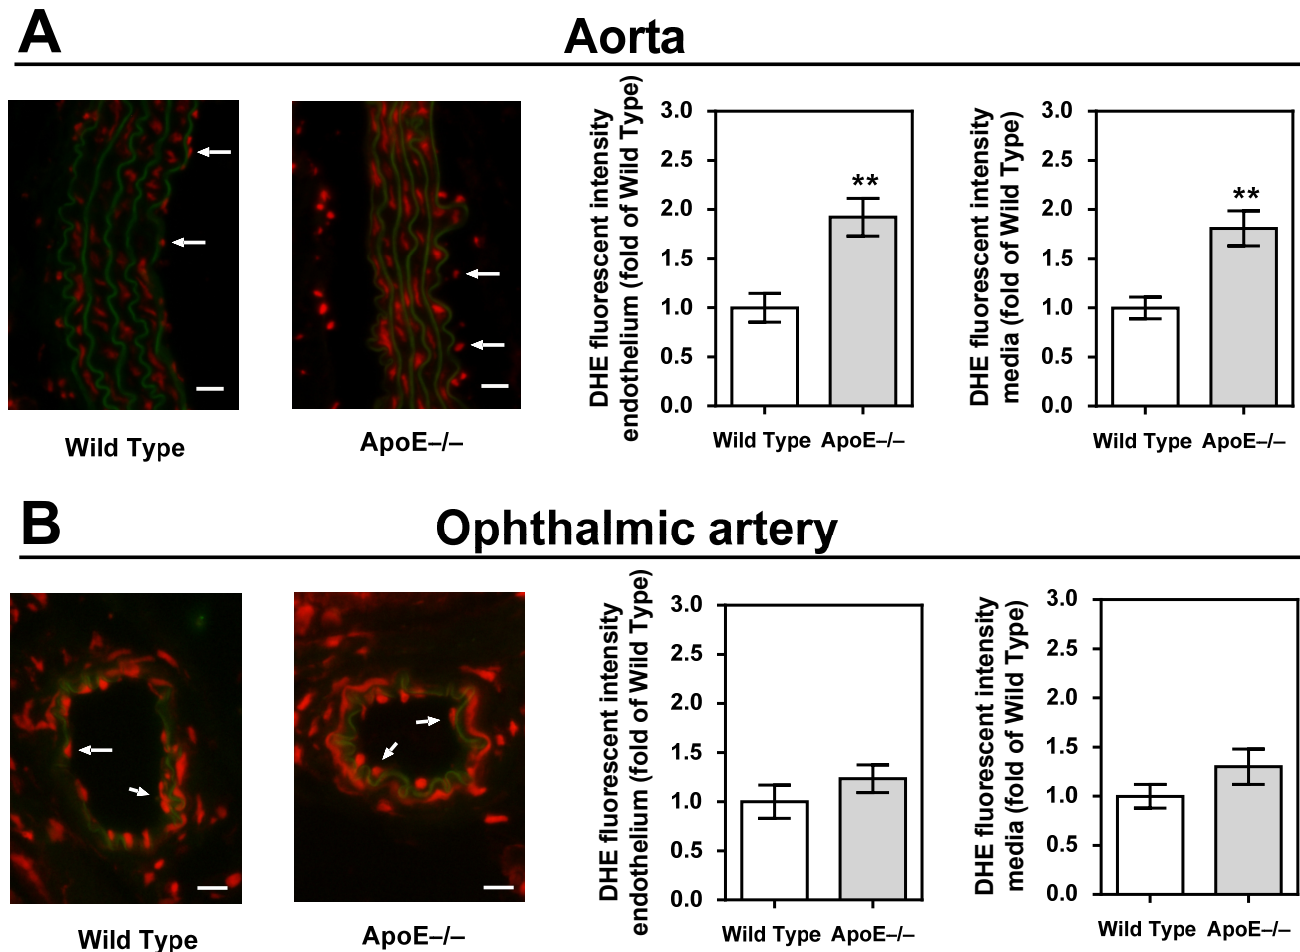 A
Aorta
Wild Type
ApoE–/–
DHE fluorescent intensity
endothelium (fold of Wild Type)
3.0
2.5
2.0
1.5
1.0
0.5
0.0
**
Wild Type
ApoE–/–
DHE fluorescent intensity
media (fold of Wild Type)
3.0
2.5
2.0
1.5
1.0
0.5
0.0
**
Wild Type
ApoE–/–
B
Ophthalmic artery
Wild Type
ApoE–/–
DHE fluorescent intensity
endothelium (fold of Wild Type)
3.0
2.5
2.0
1.5
1.0
0.5
0.0
Wild Type
ApoE–/–
DHE fluorescent intensity
media (fold of Wild Type)
3.0
2.5
2.0
1.5
1.0
0.5
0.0
Wild Type
ApoE–/–